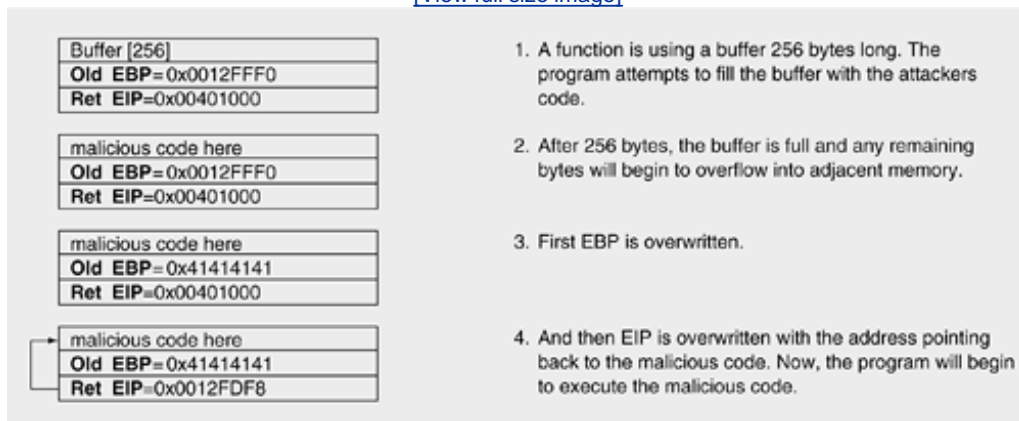 [View full size image]
Buffer [256]
Old EBP=0x0012FFF0
Ret EIP=0x00401000
1. A function is using a buffer 256 bytes long. The
program attempts to fill the buffer with the attackers
code.
malicious code here
Old EBP=0x0012FFF0
Ret EIP=0x00401000
2. After 256 bytes, the buffer is full and any remaining
bytes will begin to overflow into adjacent memory.
malicious code here
Old EBP=0x41414141
Ret EIP=0x00401000
3. First EBP is overwritten.
malicious code here
Old EBP=0x41414141
Ret EIP=0x0012FDF8
4. And then EIP is overwritten with the address pointing
back to the malicious code. Now, the program will begin
to execute the malicious code.